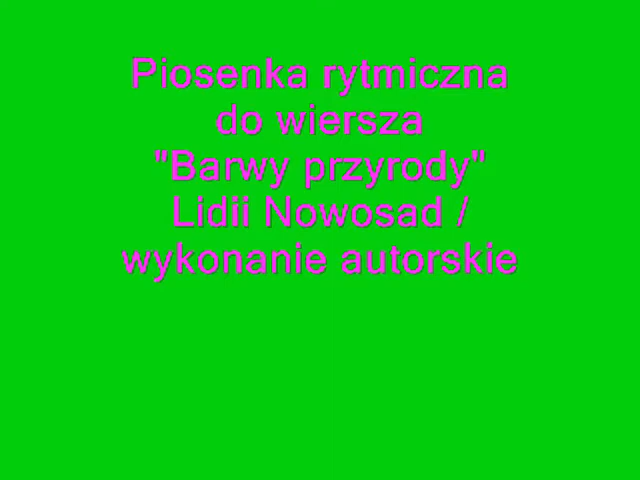 Piosenka rytmiczna
do wiersza
"Barwy przyrody"
Lidii Nowosad /
wykonanie autorskie